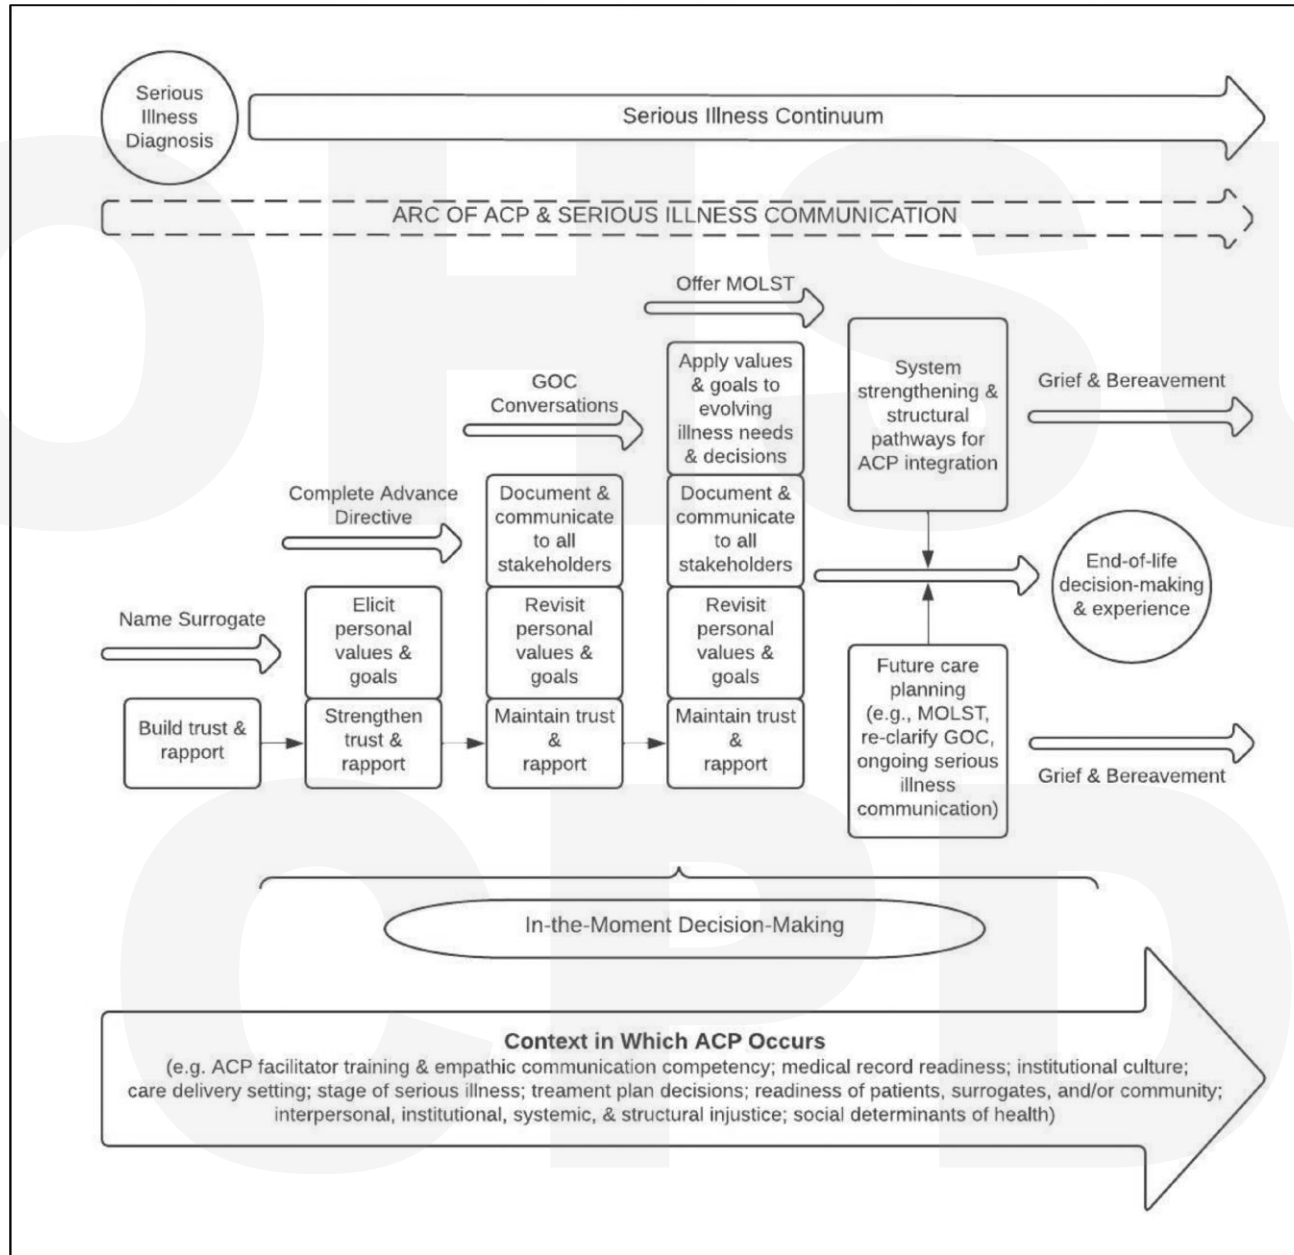 Serious
Illness
Diagnosis
Serious Illness Continuum
ARC OF ACP & SERIOUS ILLNESS COMMUNICATION
Offer MOLST
Apply values
& goals to
evolving
illness needs
& decisions
System
strengthening &
structural
pathways for
ACP integration
Grief & Bereavement
GOC
Conversations
Complete Advance
Directive
Document &
communicate
to all
stakeholders
Document &
communicate
to all
stakeholders
End-of-life
decision-making
& experience
Name Surrogate
Elicit
personal
values &
goals
Revisit
personal
values &
goals
Revisit
personal
values &
goals
Future care
planning
(e.g., MOLST,
re-clarify GOC,
ongoing serious
illness
communication)
Build trust &
rapport
Strengthen
trust &
rapport
Maintain trust
&
rapport
Maintain trust
&
rapport
Grief & Bereavement
In-the-Moment Decision-Making
Context in Which ACP Occurs
(e.g. ACP facilitator training & empathic communication competency; medical record readiness; institutional culture;
care delivery setting; stage of serious illness; treament plan decisions; readiness of patients, surrogates, and/or community;
interpersonal, institutional, systemic, & structural injustice; social determinants of health)
OHSU
CPD